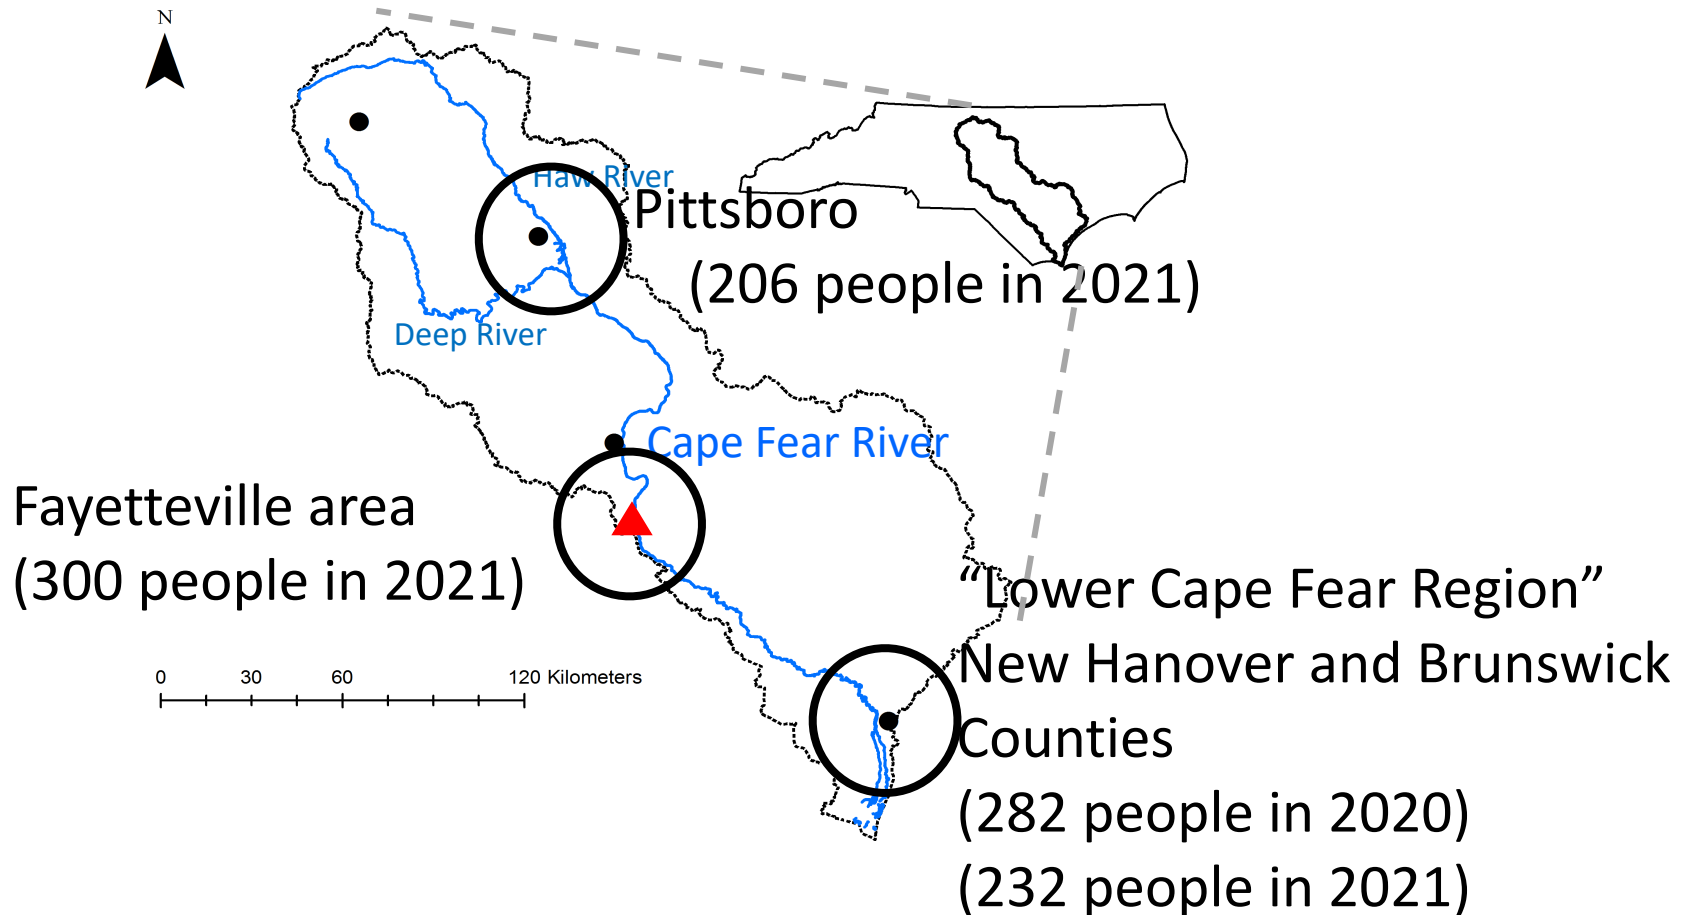 N
Haw River
Pittsboro
(206 people in 2021)
Deep River
Cape Fear River
Fayetteville area
(300 people in 2021)
“Lower Cape Fear Region”
New Hanover and Brunswick
Counties
(282 people in 2020)
(232 people in 2021)
0 30 60 120 Kilometers